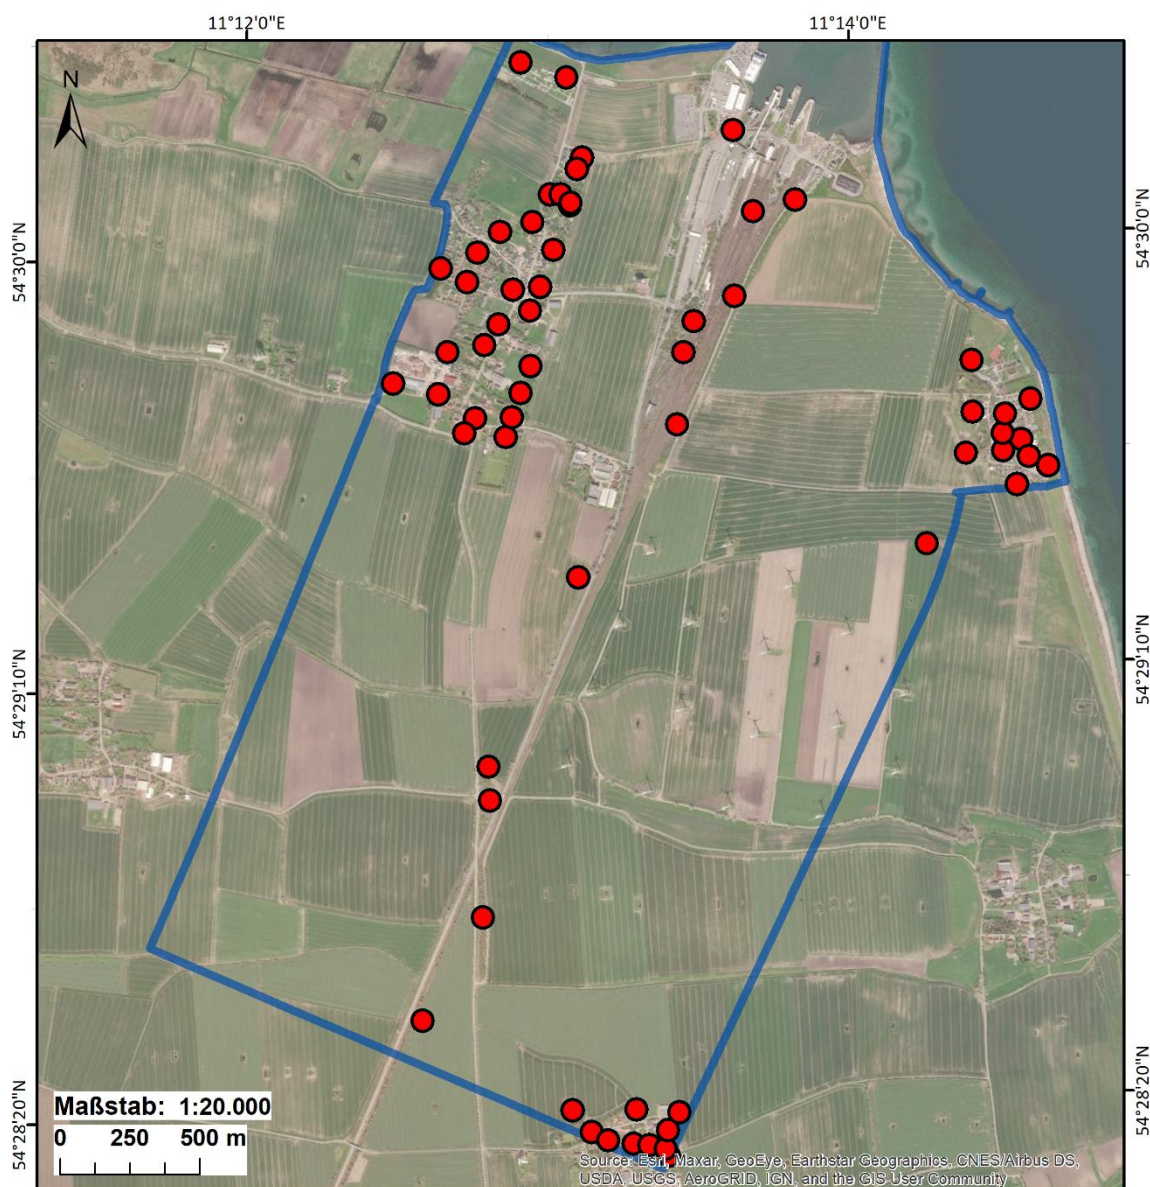 11°12'0"E
11°14'0"E
N
54°30'0"N
54°30'0"N
54°29'10"N
54°29'10"N
54°28'20"N
54°28'20"N
Maßstab: 1:20.000
0 250 500 m
Source: Esri, Maxar, GeoEye, Earthstar Geographics, CNES/Airbus DS,
USDA, USGS, AeroGRID, IGN, and the GIS User Community